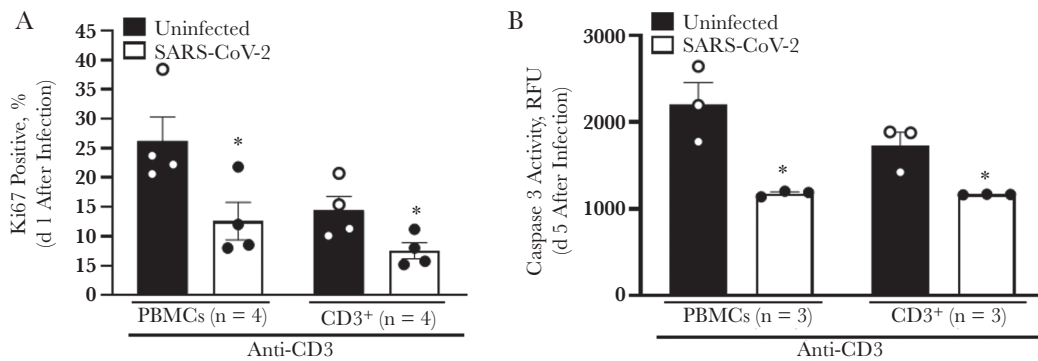 A
Uninfected
SARS-CoV-2
Ki67 Positive, %
(d 1 After Infection)
45
40
35
30
25
20
15
10
15
0
*
*
PBMCs (n = 4)
CD3+ (n = 4)
Anti-CD3
B
Uninfected
SARS-CoV-2
Caspase 3 Activity, RFU
(d 5 After Infection)
3000
2000
1000
0
*
*
PBMCs (n = 3)
CD3+ (n = 3)
Anti-CD3